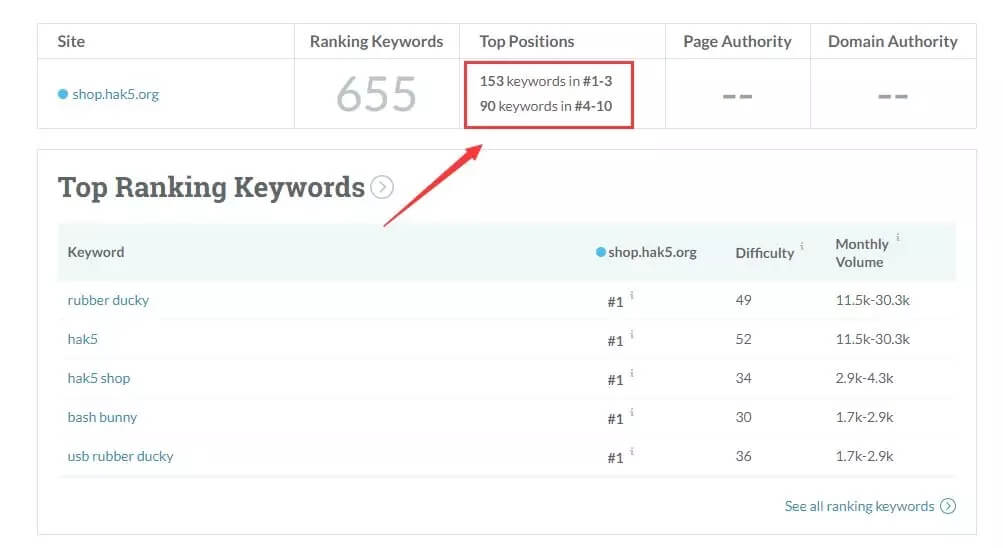 Site Ranking Keywords Top Positions Page Authority Domain Authority
shop.hak5.org 655 153 keywords in #1-3 -- --
90 keywords in #4-10
Top Ranking Keywords
Keyword shop.hak5.org Difficulty i Monthly Volume i
rubber ducky #1 i 49 11.5k-30.3k
hak5 #1 i 52 11.5k-30.3k
hak5 shop #1 i 34 2.9k-4.3k
bash bunny #1 i 30 1.7k-2.9k
usb rubber ducky #1 i 36 1.7k-2.9k
See all ranking keywords